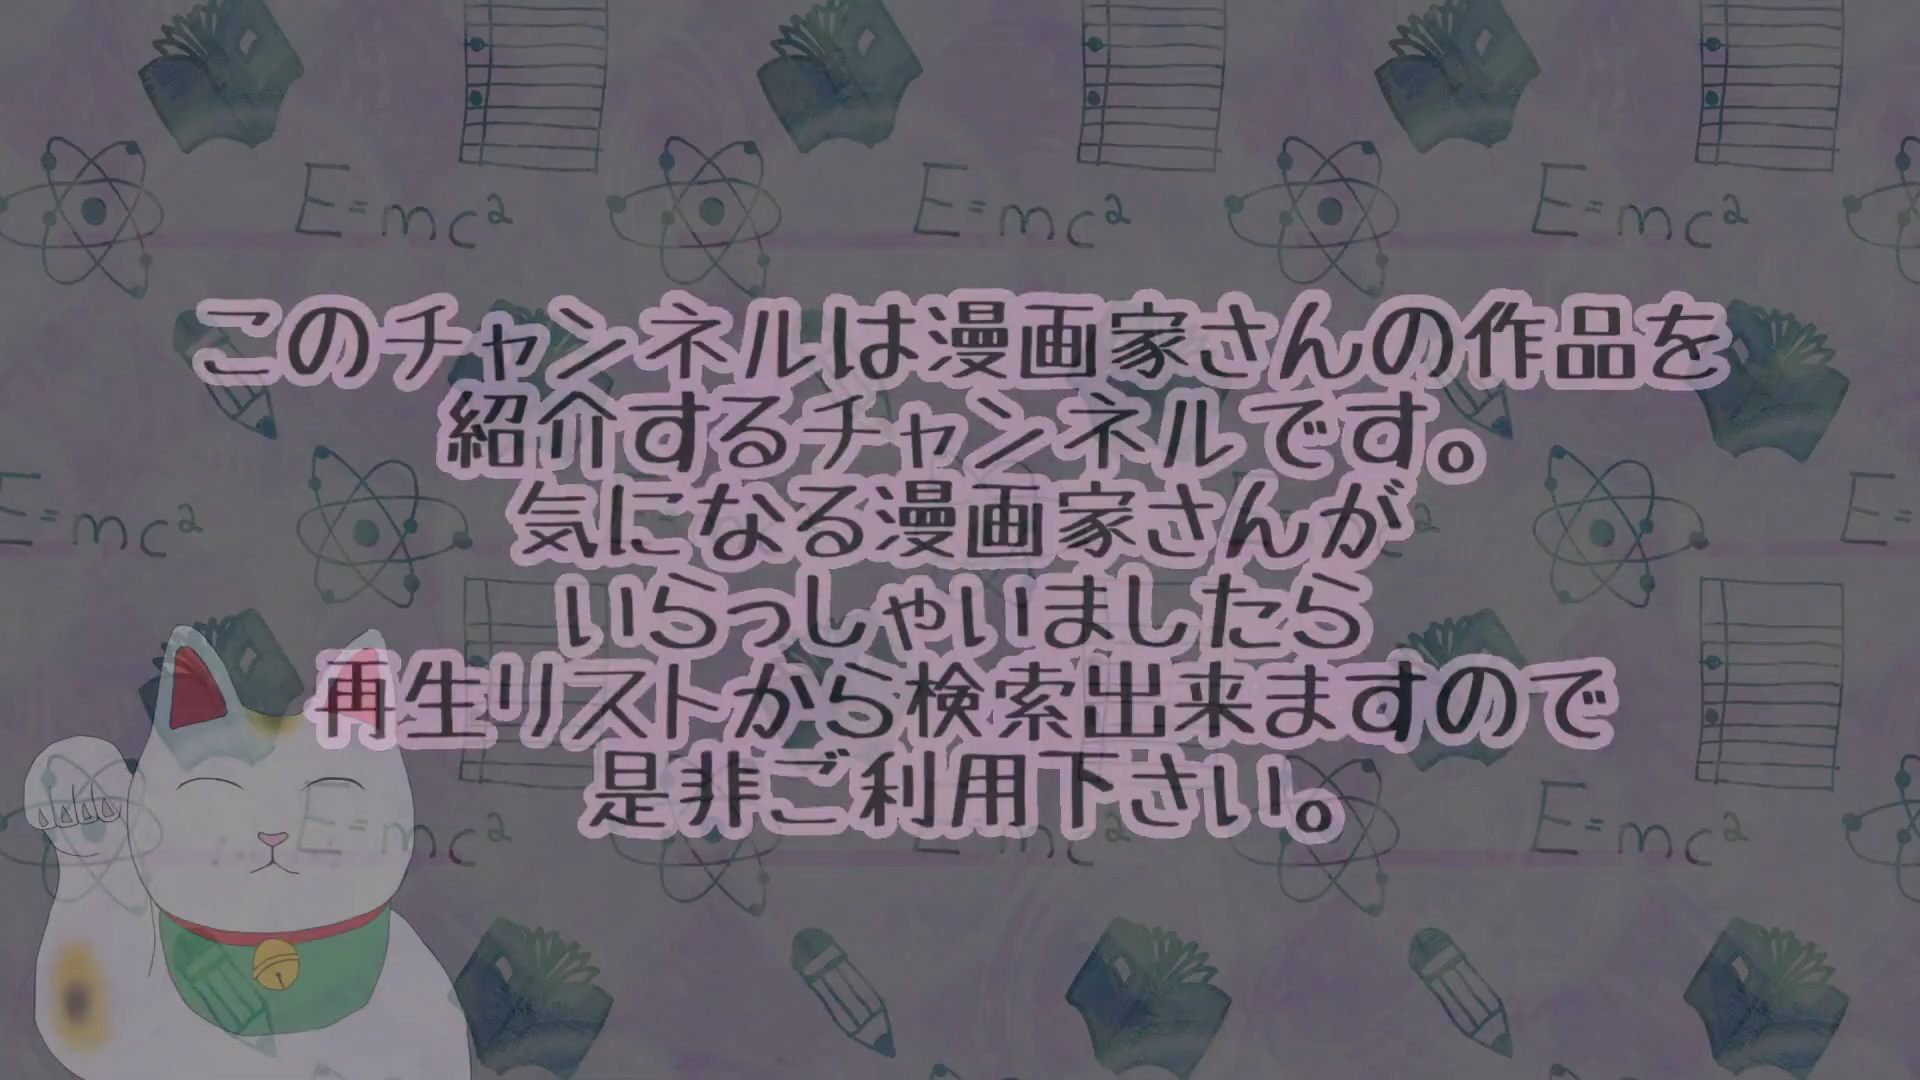 E=mc²
E=mc²
E=mc²
このチャンネルは漫画家さんの作品を
紹介するチャンネルです。
気になる漫画家さんが
いらっしゃいましたら
再生リストから検索出来ますので
是非ご利用下さい。
E=mc²
E=
E=mc²
E=mc²
E=mc²